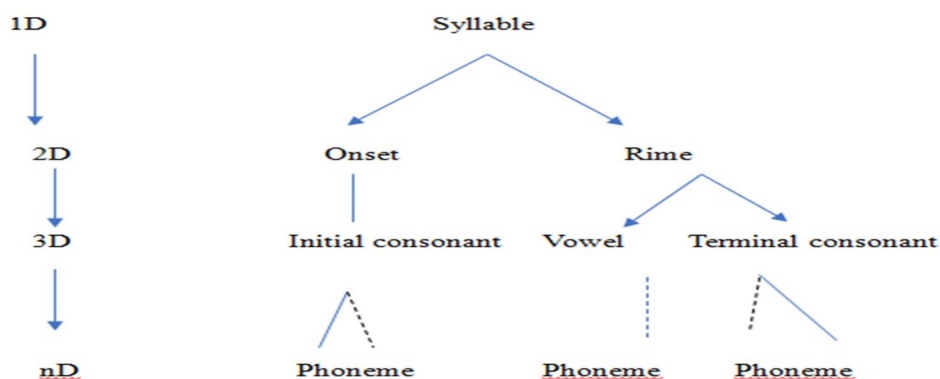 1D Syllable
2D Onset Rime
3D Initial consonant Vowel Terminal consonant
nD Phoneme Phoneme Phoneme